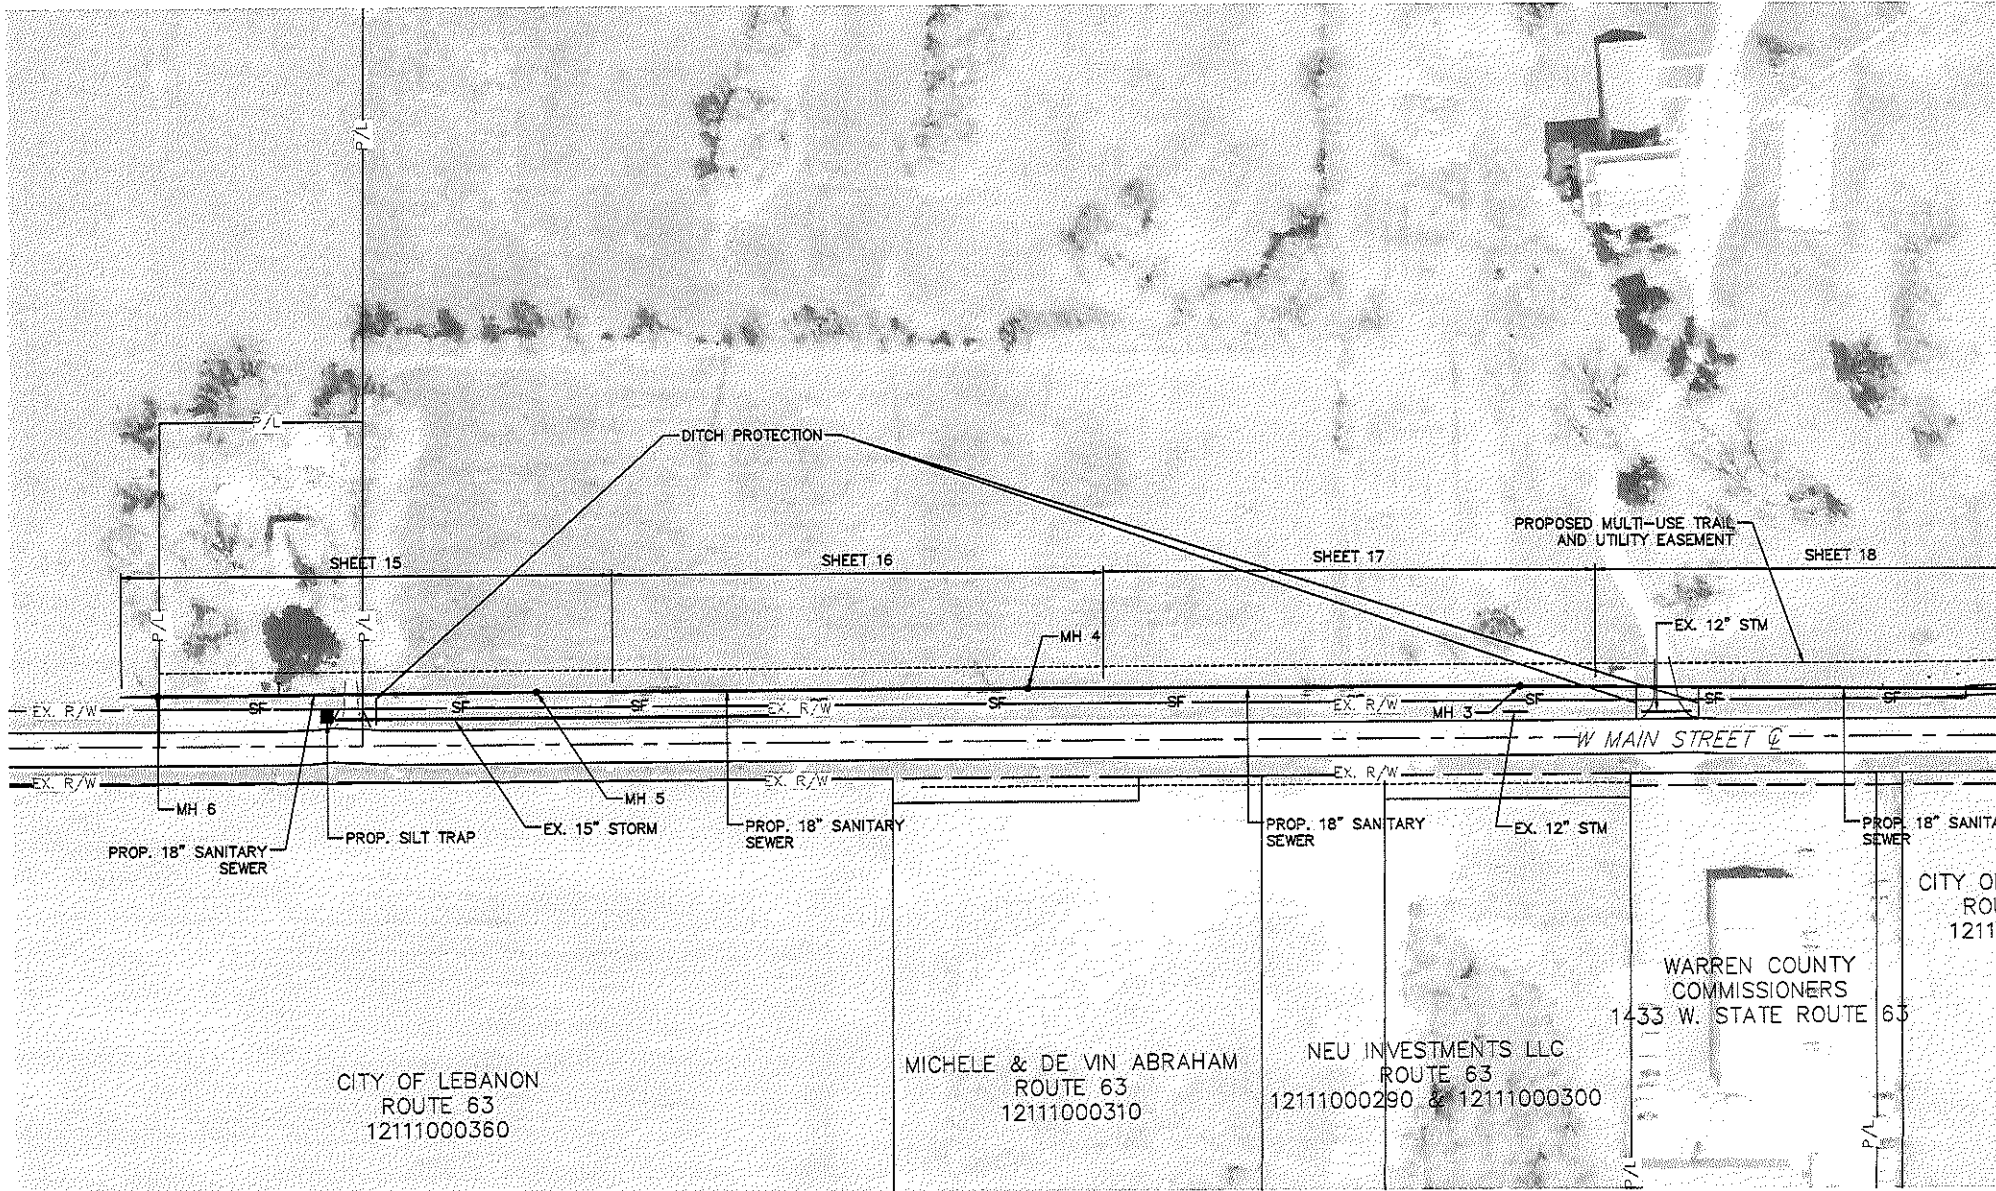 P/L
P/L
DITCH PROTECTION
PROPOSED MULTI-USE TRAIL
AND UTILITY EASEMENT
SHEET 15
SHEET 16
SHEET 17
SHEET 18
P/L
P/L
MH 4
EX. 12" STM
EX. R/W
SF
SF
SF
EX. R/W
SF
SF
EX. R/W
MH 3
SF
SF
SF
W MAIN STREET ℄
EX. R/W
EX. R/W
EX. R/W
MH 6
MH 5
PROP. SILT TRAP
EX. 15" STORM
PROP. 18" SANITARY
SEWER
PROP. 18" SANITARY
SEWER
PROP. 18" SANITARY
SEWER
EX. 12" STM
PROP. 18" SANITA
SEWER
CITY O
ROU
1211
WARREN COUNTY
COMMISSIONERS
1433 W. STATE ROUTE 63
CITY OF LEBANON
ROUTE 63
12111000360
MICHELE & DE VIN ABRAHAM
ROUTE 63
12111000310
NEU INVESTMENTS LLC
ROUTE 63
12111000290 & 12111000300
P/L
P/L